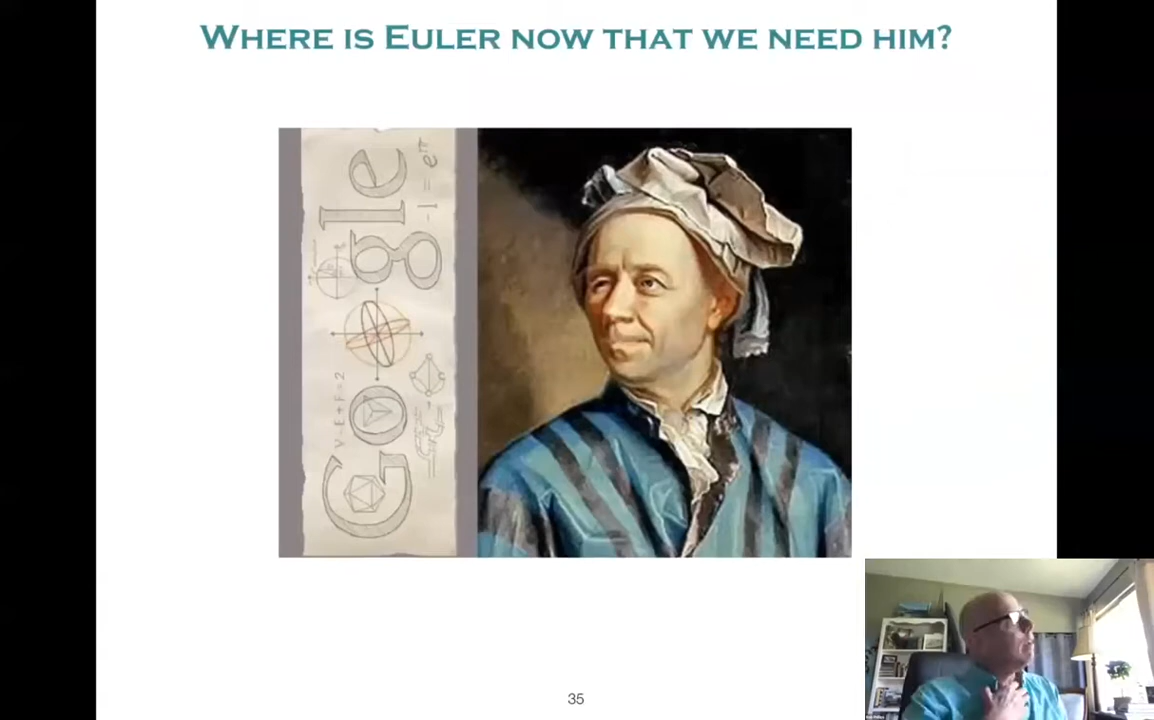 WHERE IS EULER NOW THAT WE NEED HIM?
Google
V-E+F=2
-1=e^iπ
35